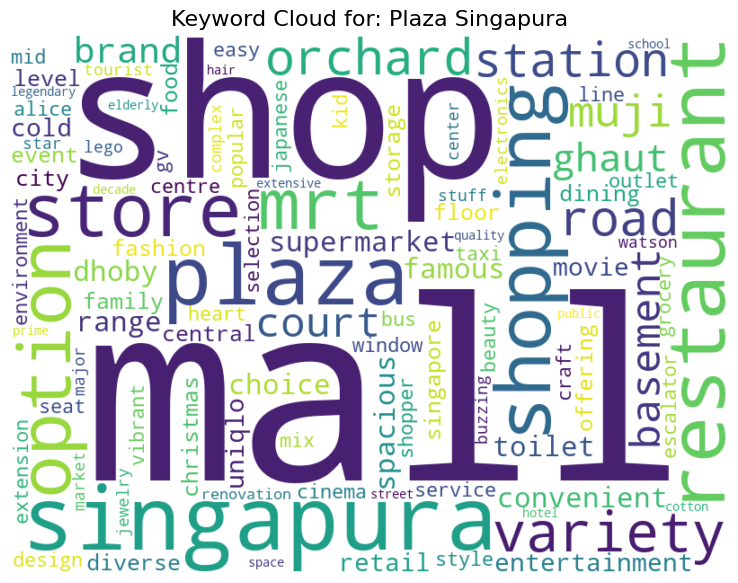 Keyword Cloud for: Plaza Singapura
mid
brand
easy
orchard
station
school
tourist
hair
level
legendary
elderly
food
shop
complex
kid
japanese
storage
center
electronics
line
muji
alice
cold
star
lego
event
gv
popular
shopping
ghaut
restaurant
city
centre
decade
extensive
stuff
dining
outlet
store
mrt
floor
road
environment
selection
supermarket
quality
watson
fashion
option
dhoby
plaza
famous
taxi
movie
basement
grocery
family
heart
range
central
court
bus
singapore
beauty
public
prime
window
major
seat
vibrant
christmas
uniqlo
choice
mix
mall
spacious
shopper
buzzing
craft
offering
escalator
toilet
extension
market
jewelry
renovation
cinema
street
service
convenient
cotton
singapura
hotel
variety
design
diverse
space
retail
style
entertainment